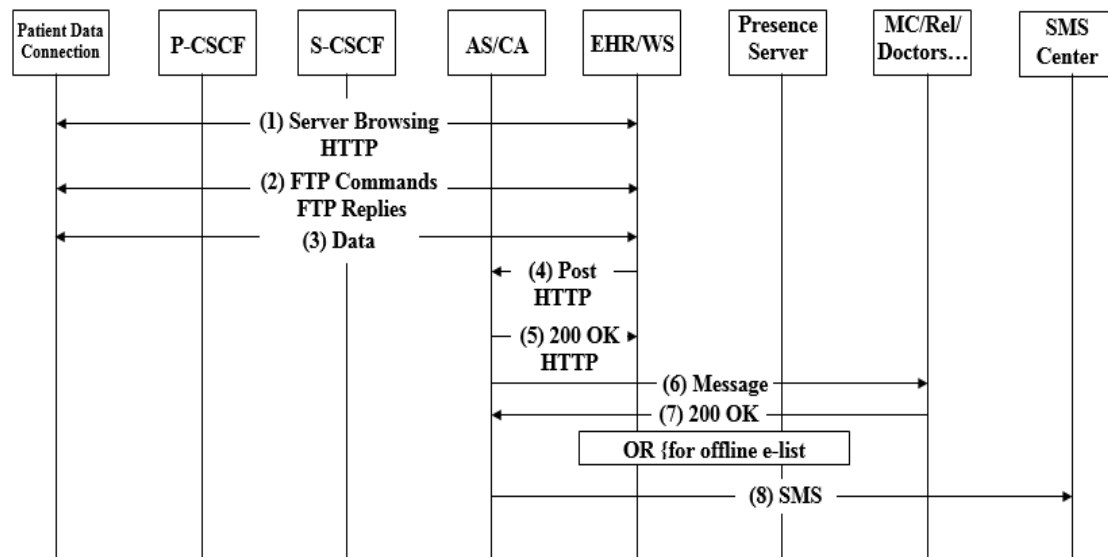 Patient Data
Connection
P-CSCF
S-CSCF
AS/CA
EHR/WS
Presence
Server
MC/Rel/
Doctors...
SMS
Center
(1) Server Browsing
HTTP
(2) FTP Commands
FTP Replies
(3) Data
(4) Post
HTTP
(5) 200 OK
HTTP
(6) Message
(7) 200 OK
OR {for offline e-list
(8) SMS